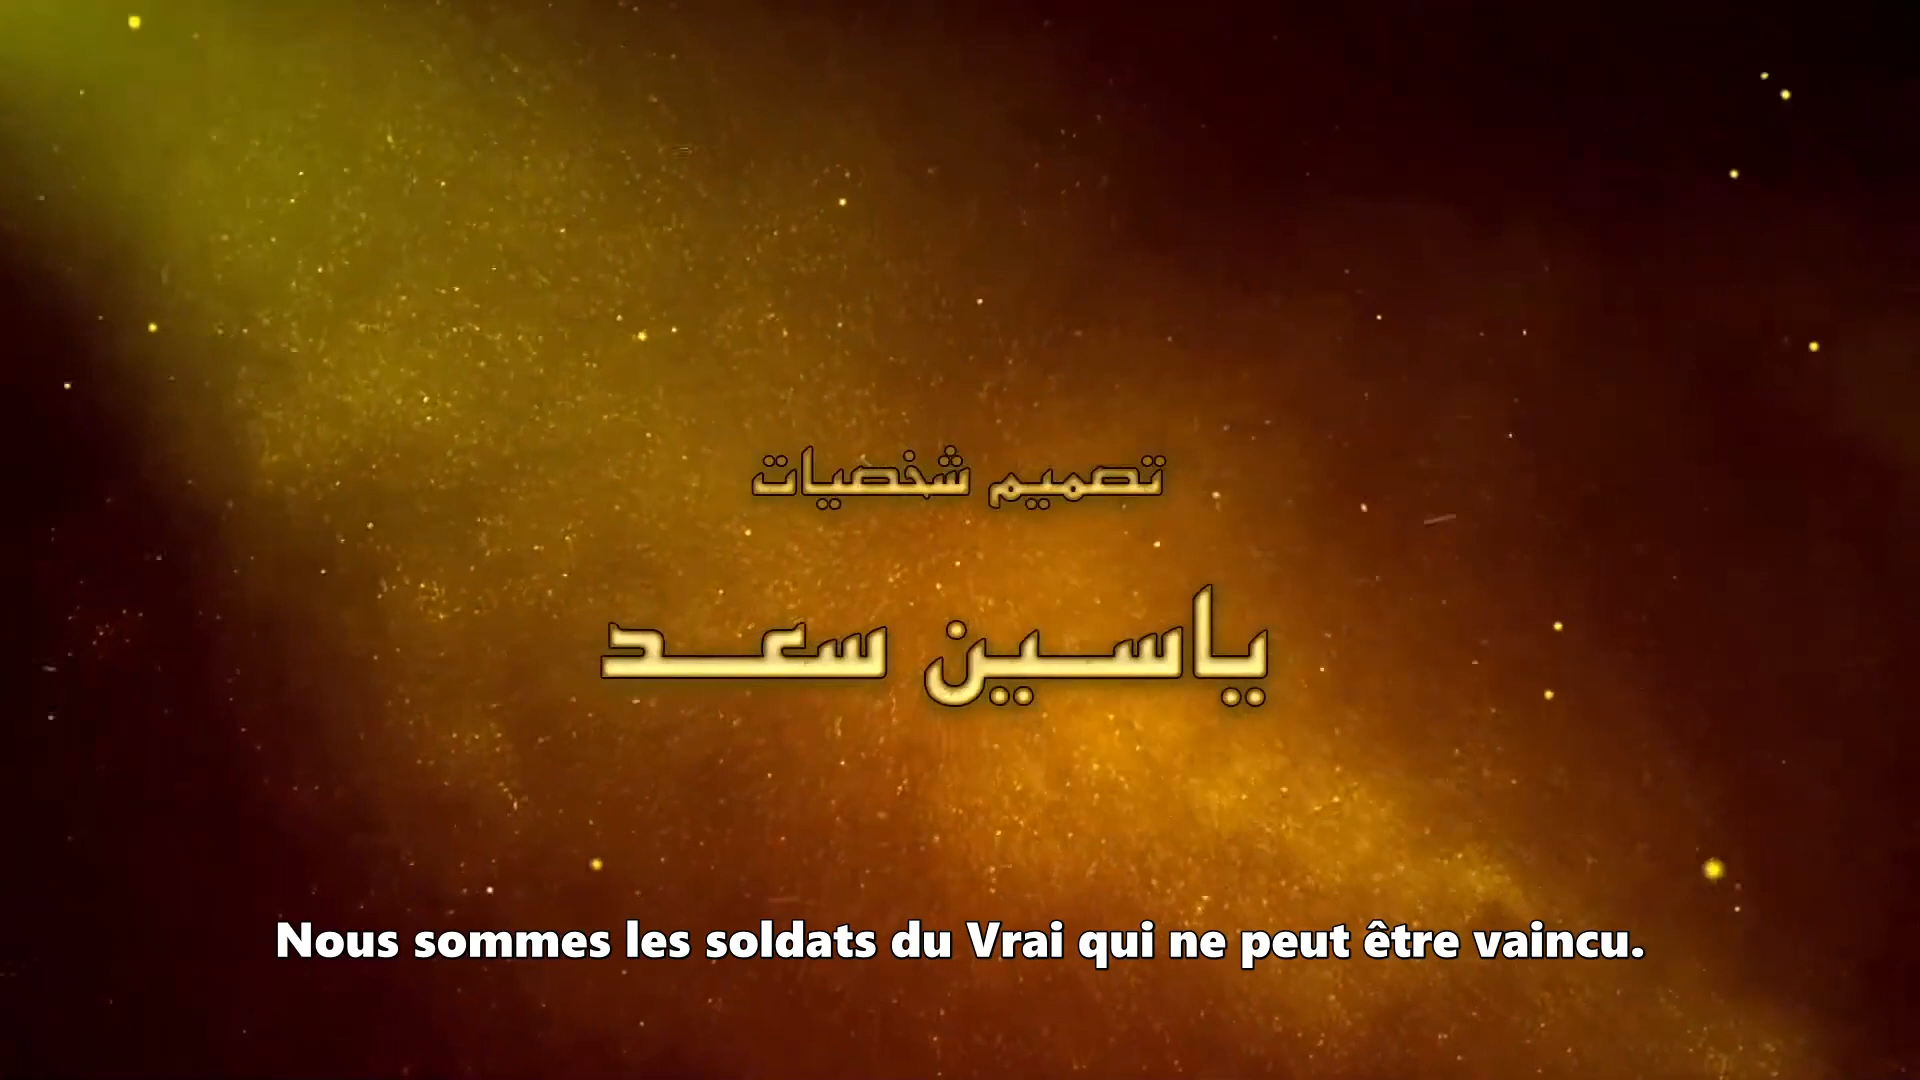 تصميم شخصيات
ياسين سعد
Nous sommes les soldats du Vrai qui ne peut être vaincu.